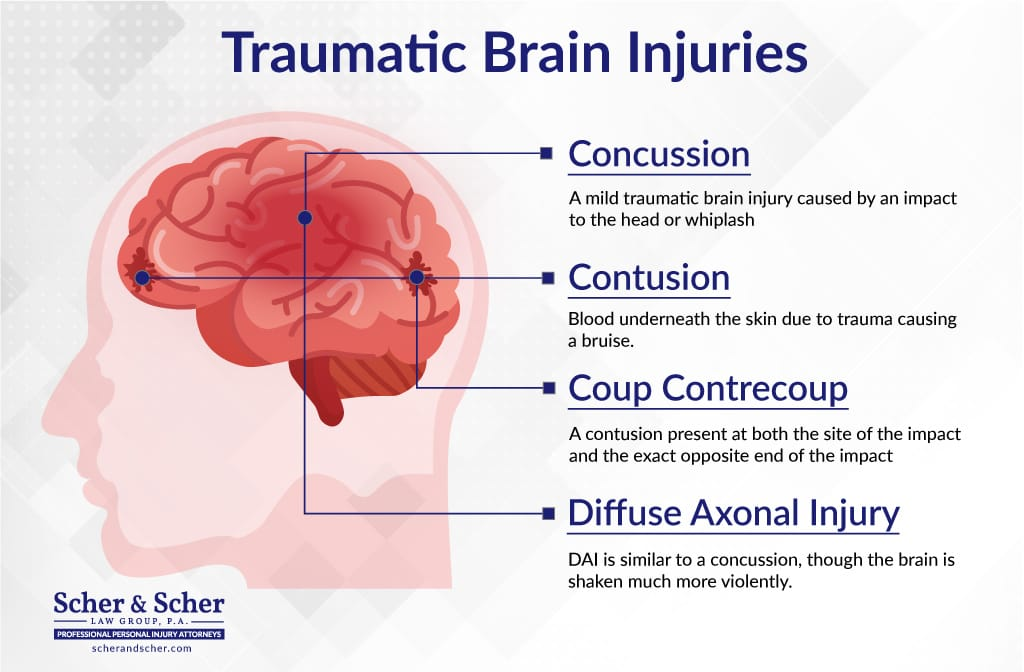 Traumatic Brain Injuries
Concussion
A mild traumatic brain injury caused by an impact
to the head or whiplash
Contusion
Blood underneath the skin due to trauma causing
a bruise.
Coup Contrecoup
A contusion present at both the site of the impact
and the exact opposite end of the impact
Diffuse Axonal Injury
DAI is similar to a concussion, though the brain is
shaken much more violently.
Scher & Scher
LAW GROUP, P.A.
PROFESSIONAL PERSONAL INJURY ATTORNEYS
scherandscher.com